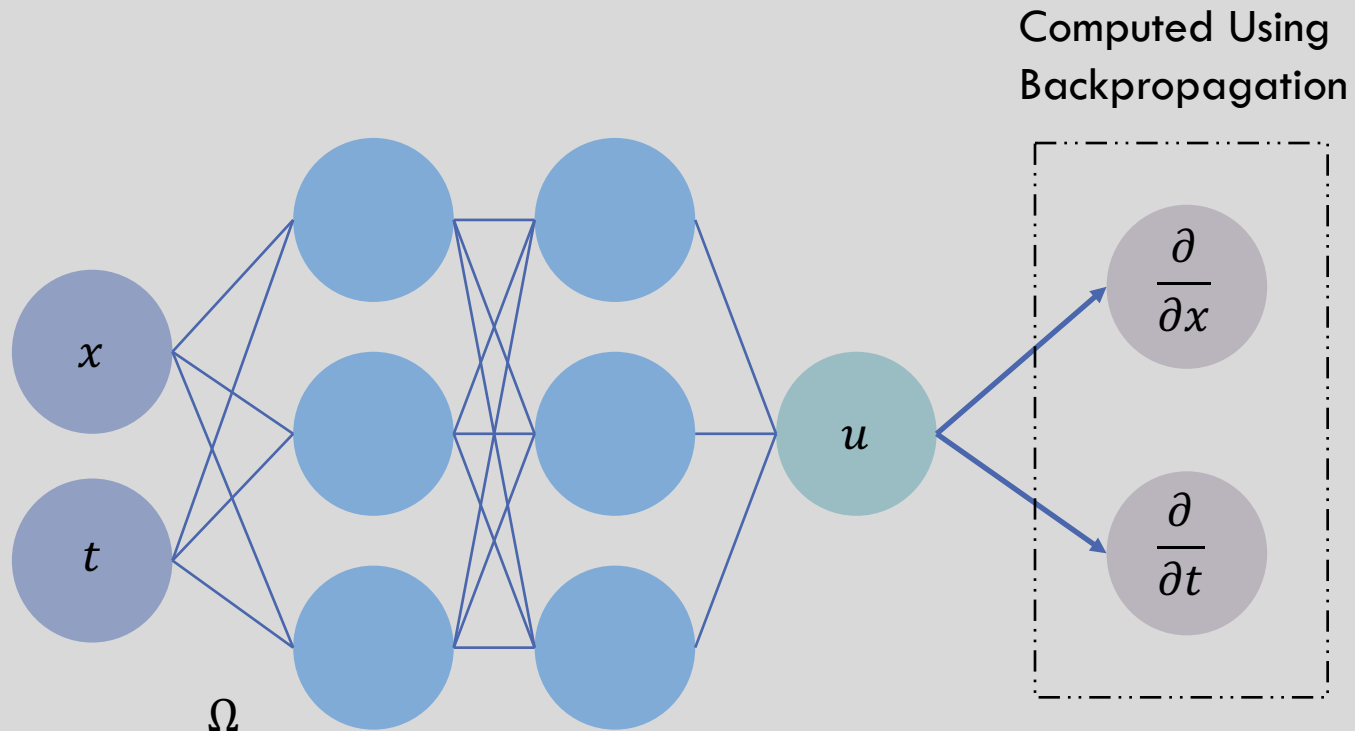 Computed Using
Backpropagation
x
t
Ω
u
∂
∂x
∂
∂t